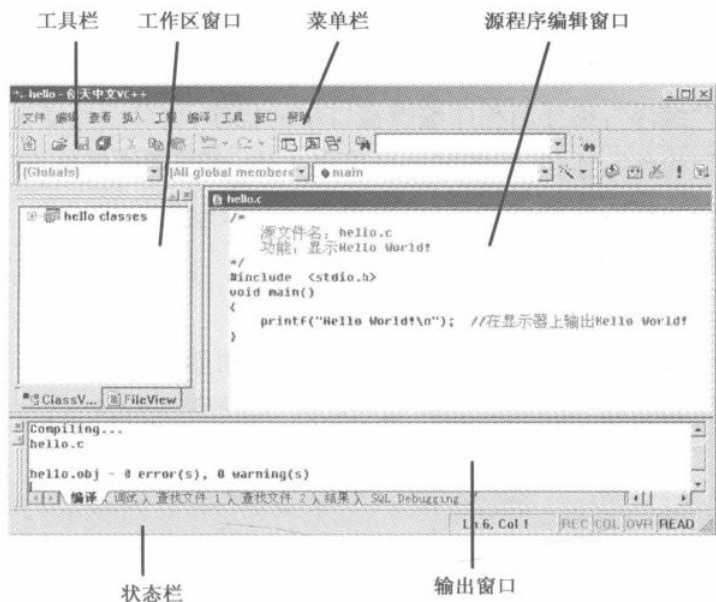 工具栏 工作区窗口 菜单栏 源程序编辑窗口
hello - 天中文VC++
文件 编辑 查看 插入 工程 编译 工具 窗口 帮助
(Globals) (All global members main
hello.c
hello classes
/*
源文件名: hello.c
功能: 显示Hello World!
*/
#include <stdio.h>
void main()
{
printf("Hello World!\n"); //在显示器上输出Hello World!
}
ClassV... FileView
Compiling...
hello.c
hello.obj - 0 error(s), 0 warning(s)
编译 调试 查找文件 1 查找文件 2 结果 SQL Debugging
Ln 6, Col 1 REC COL OVR READ
状态栏 输出窗口